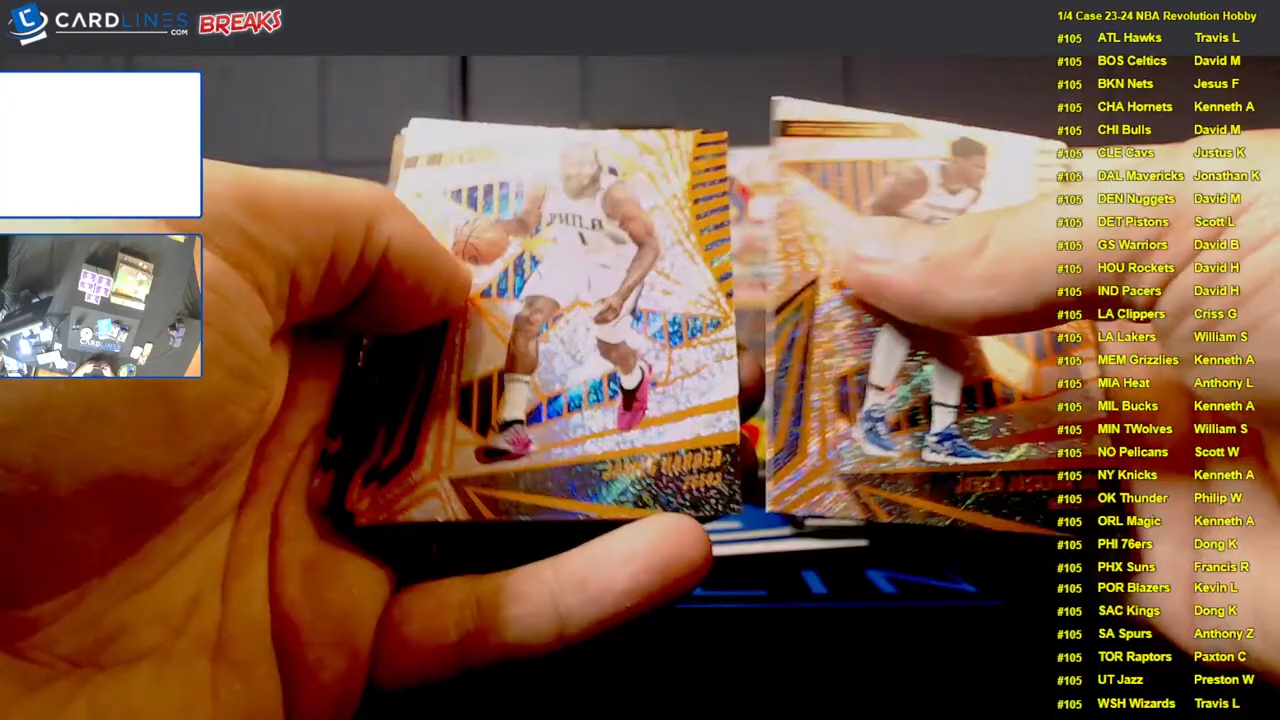 CARDLINES
.COM
BREAKS
1/4 Case 23-24 NBA Revolution Hobby
#105 ATL Hawks Travis L
#105 BOS Celtics David M
#105 BKN Nets Jesus F
#105 CHA Hornets Kenneth A
#105 CHI Bulls David M
#105 CLE Cavs Justus K
#105 DAL Mavericks Jonathan K
#105 DEN Nuggets David M
#105 DET Pistons Scott L
#105 GS Warriors David B
#105 HOU Rockets David H
#105 IND Pacers David H
#105 LA Clippers Criss G
#105 LA Lakers William S
#105 MEM Grizzlies Kenneth A
#105 MIA Heat Anthony L
#105 MIL Bucks Kenneth A
#105 MIN TWolves William S
#105 NO Pelicans Scott W
#105 NY Knicks Kenneth A
#105 OK Thunder Philip W
#105 ORL Magic Kenneth A
#105 PHI 76ers Dong K
#105 PHX Suns Francis R
#105 POR Blazers Kevin L
#105 SAC Kings Dong K
#105 SA Spurs Anthony Z
#105 TOR Raptors Paxton C
#105 UT Jazz Preston W
#105 WSH Wizards Travis L
PHILA
1
JAMES HARDEN
76ERS